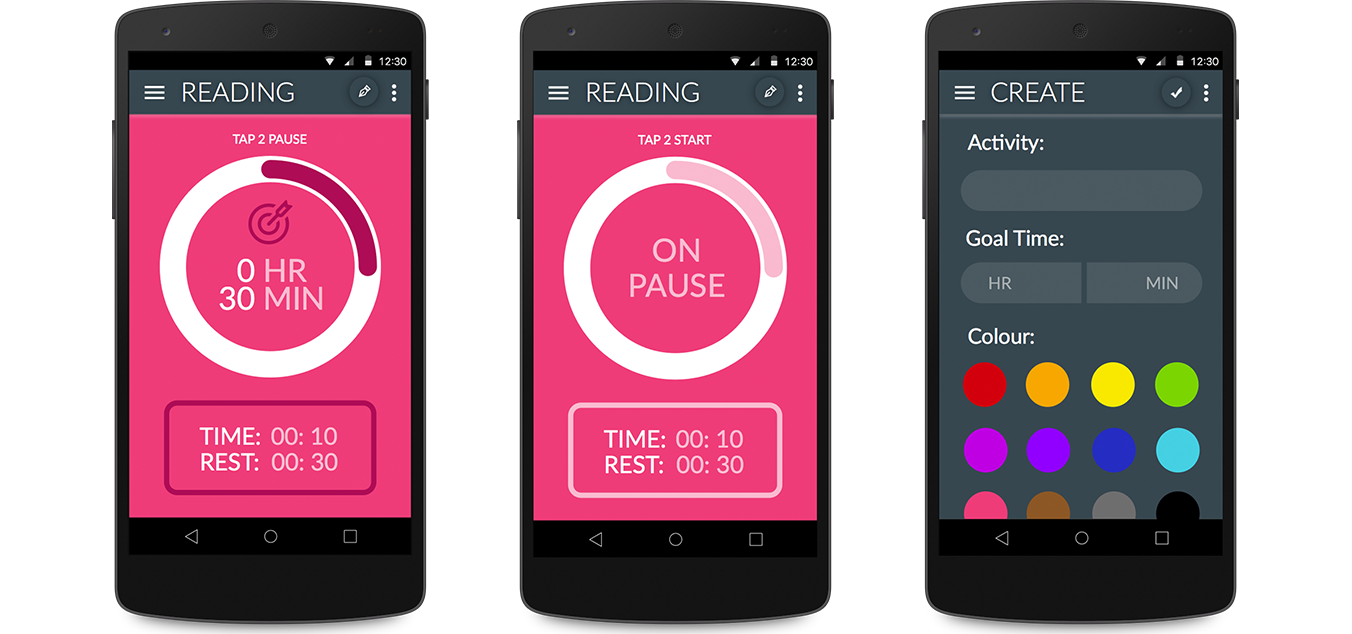 12:30
READING
TAP 2 PAUSE
0 HR
30 MIN
TIME: 00: 10
REST: 00: 30
12:30
READING
TAP 2 START
ON
PAUSE
TIME: 00: 10
REST: 00: 30
12:30
CREATE
Activity:
Goal Time:
HR MIN
Colour: